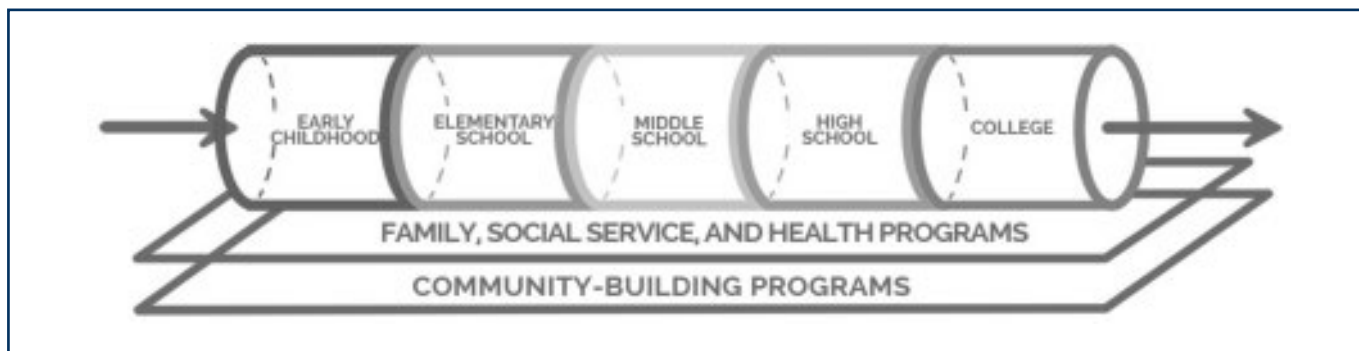 EARLY
CHILDHOOD
ELEMENTARY
SCHOOL
MIDDLE
SCHOOL
HIGH
SCHOOL
COLLEGE
FAMILY, SOCIAL SERVICE, AND HEALTH PROGRAMS
COMMUNITY-BUILDING PROGRAMS